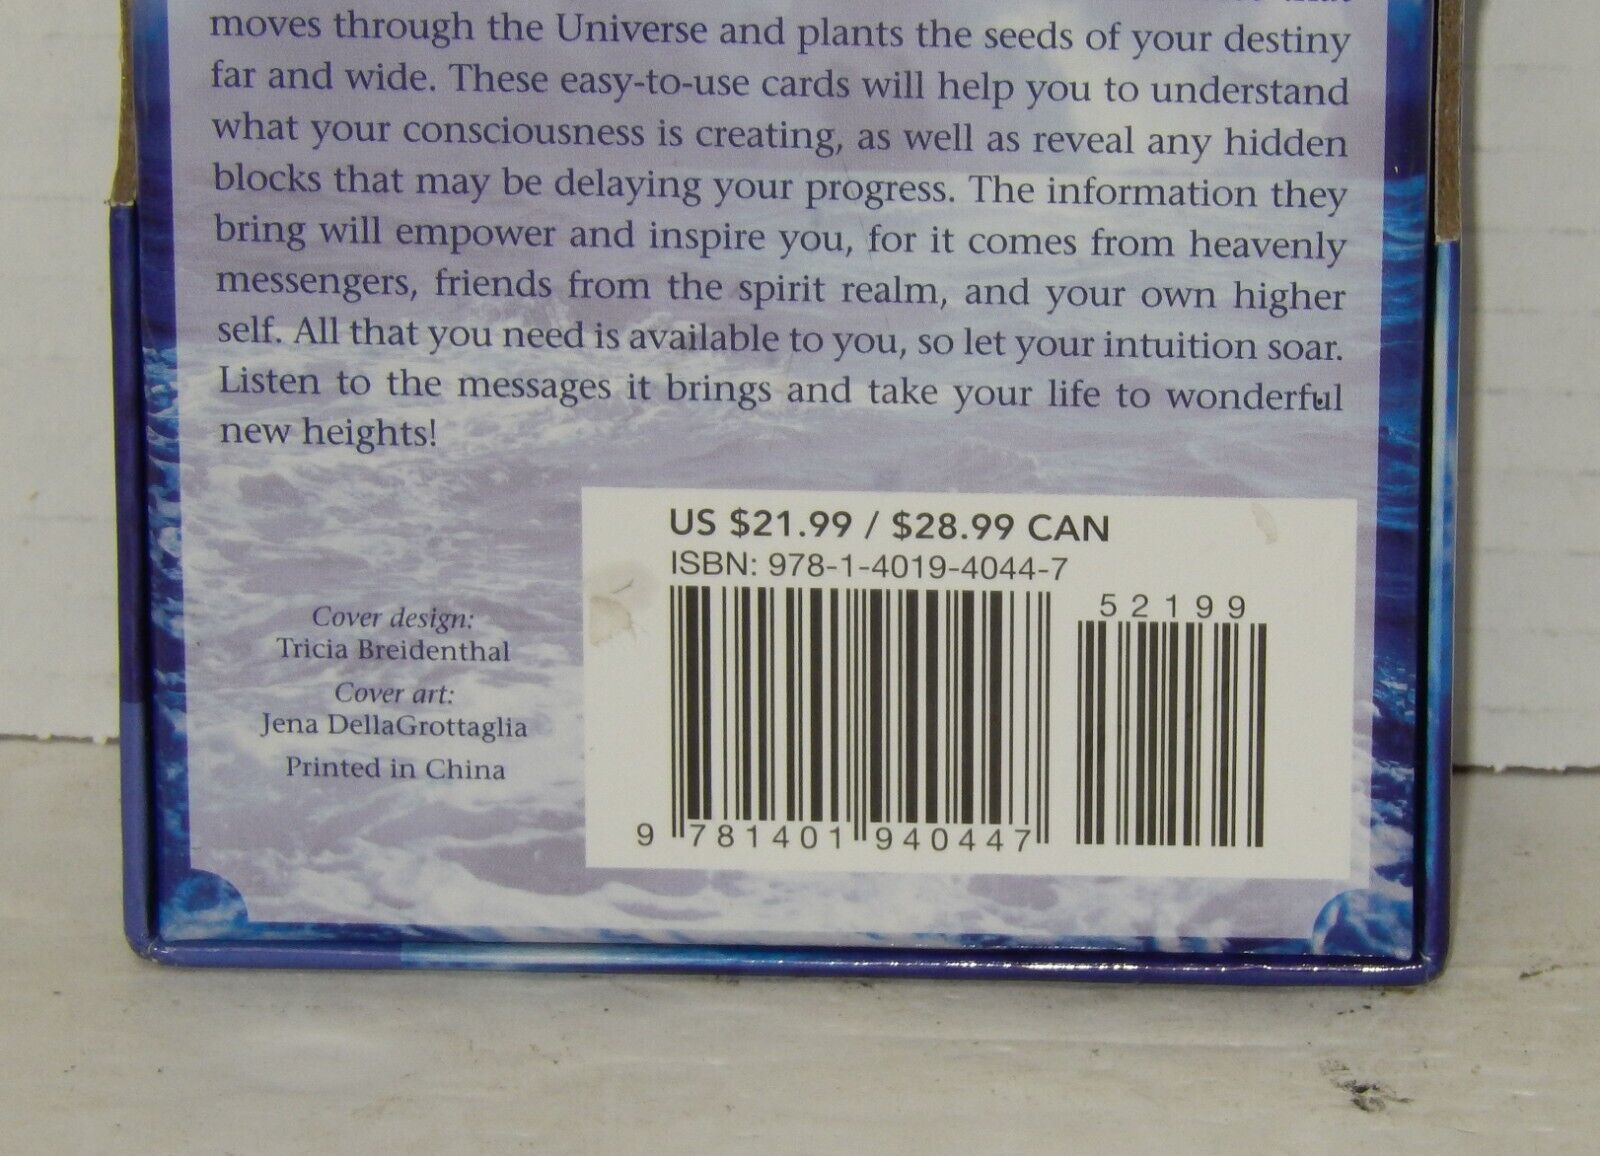 moves through the Universe and plants the seeds of your destiny
far and wide. These easy-to-use cards will help you to understand
what your consciousness is creating, as well as reveal any hidden
blocks that may be delaying your progress. The information they
bring will empower and inspire you, for it comes from heavenly
messengers, friends from the spirit realm, and your own higher
self. All that you need is available to you, so let your intuition soar.
Listen to the messages it brings and take your life to wonderful
new heights!
US $21.99 / $28.99 CAN
ISBN: 978-1-4019-4044-7
52199
9 781401 940447
Cover design:
Tricia Breidenthal
Cover art:
Jena DellaGrottaglia
Printed in China